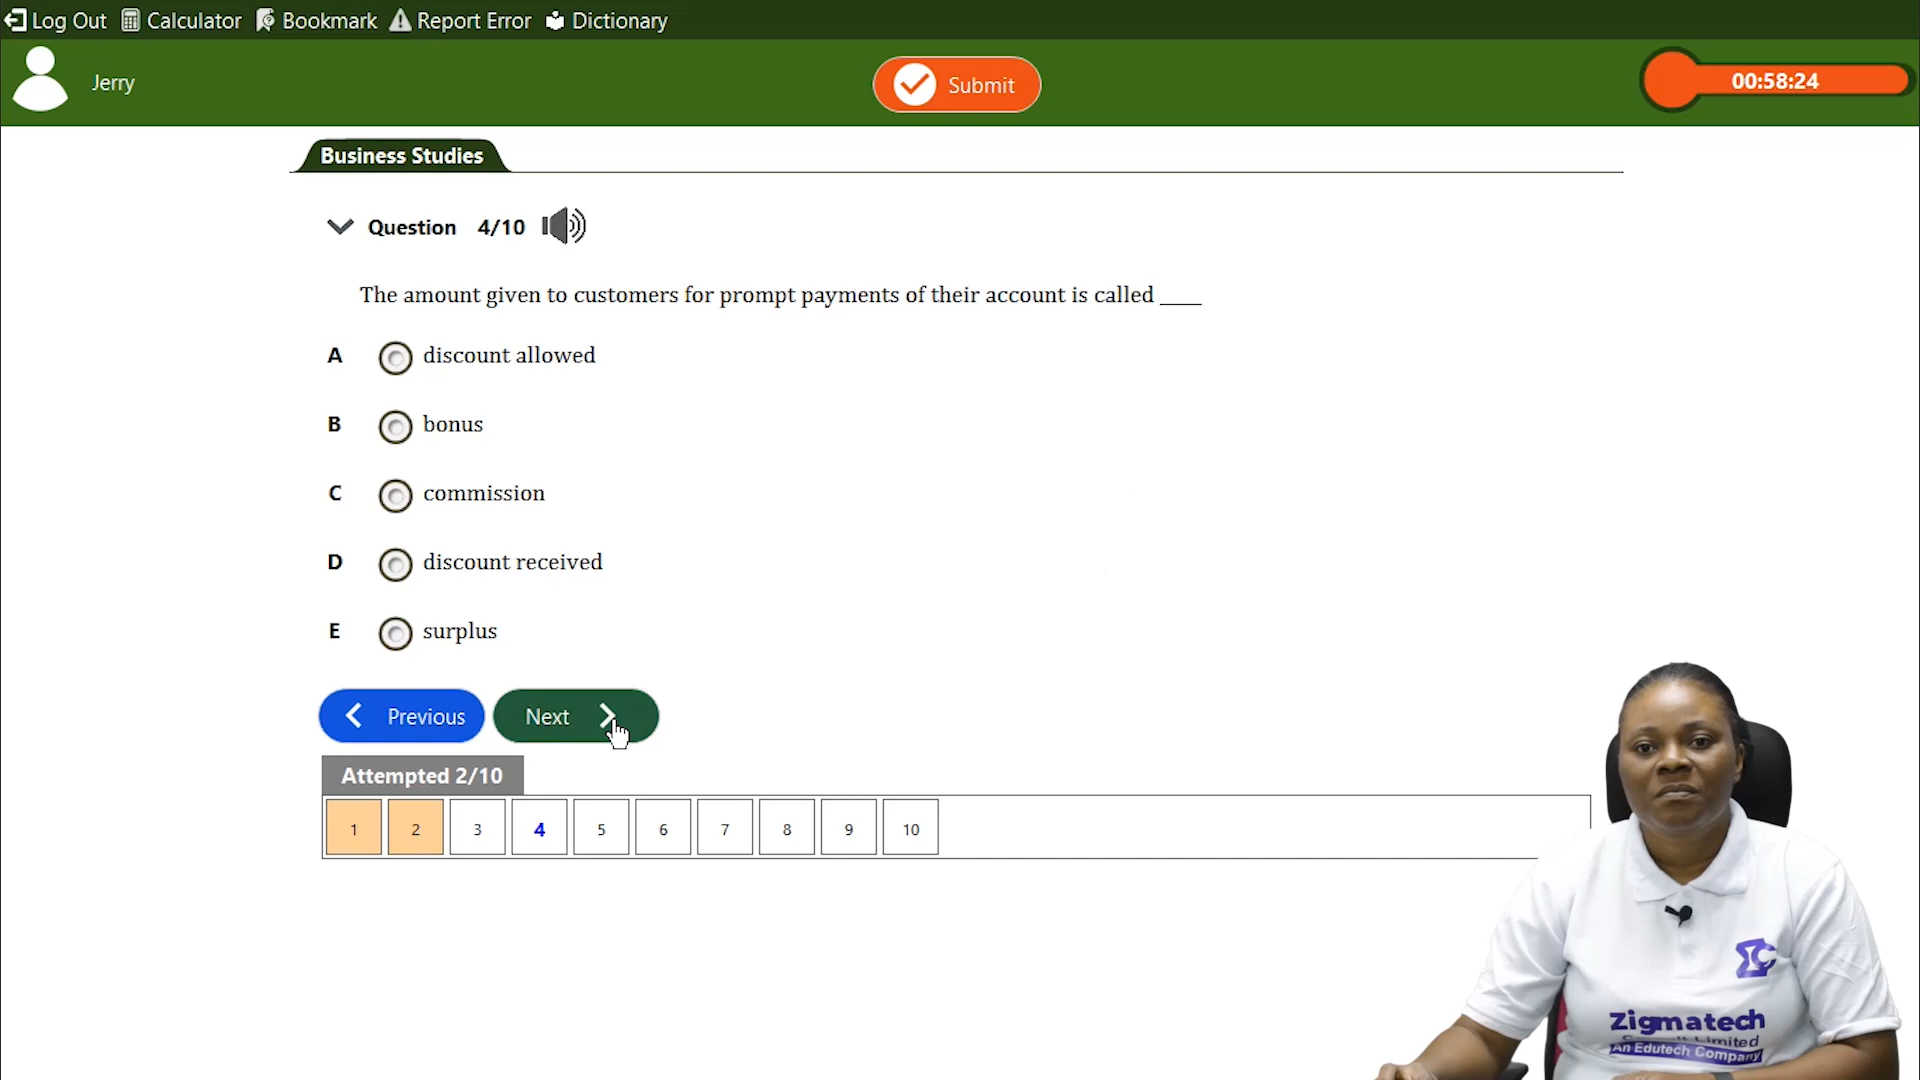 Log Out Calculator Bookmark Report Error Dictionary
Jerry
Submit
00:58:24
Business Studies
Question 4/10
The amount given to customers for prompt payments of their account is called ____
A discount allowed
B bonus
C commission
D discount received
E surplus
Previous Next
Attempted 2/10
1 2 3 4 5 6 7 8 9 10
Zigmatech
Limited
An Edutech Company